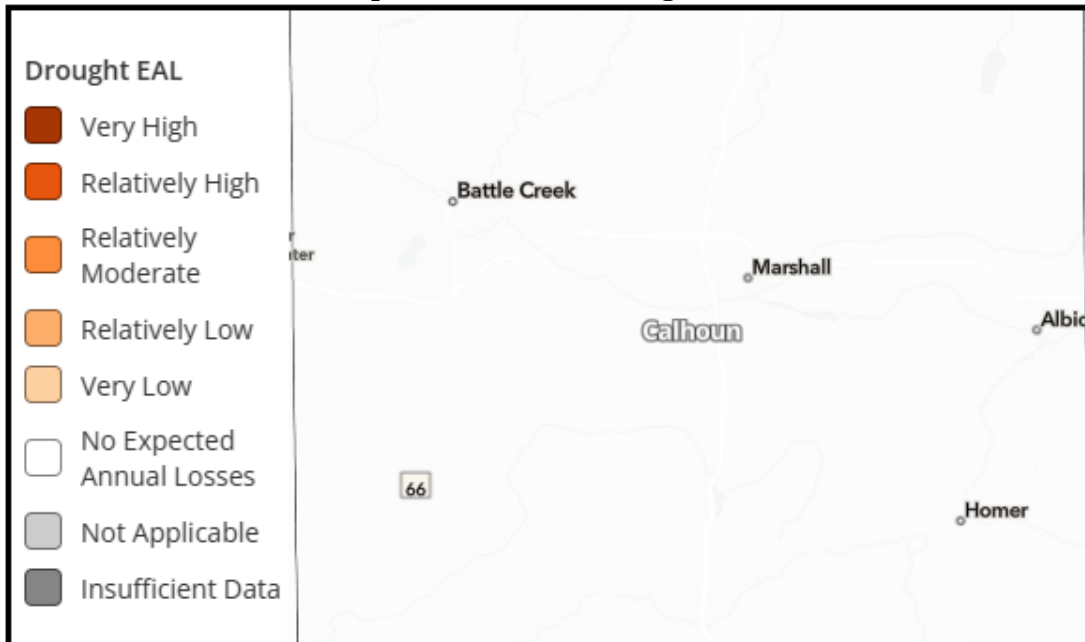 Drought EAL
Very High
Relatively High
Relatively
Moderate
Relatively Low
Very Low
No Expected
Annual Losses
Not Applicable
Insufficient Data
Battle Creek
Marshall
Calhoun
Albio
66
Homer